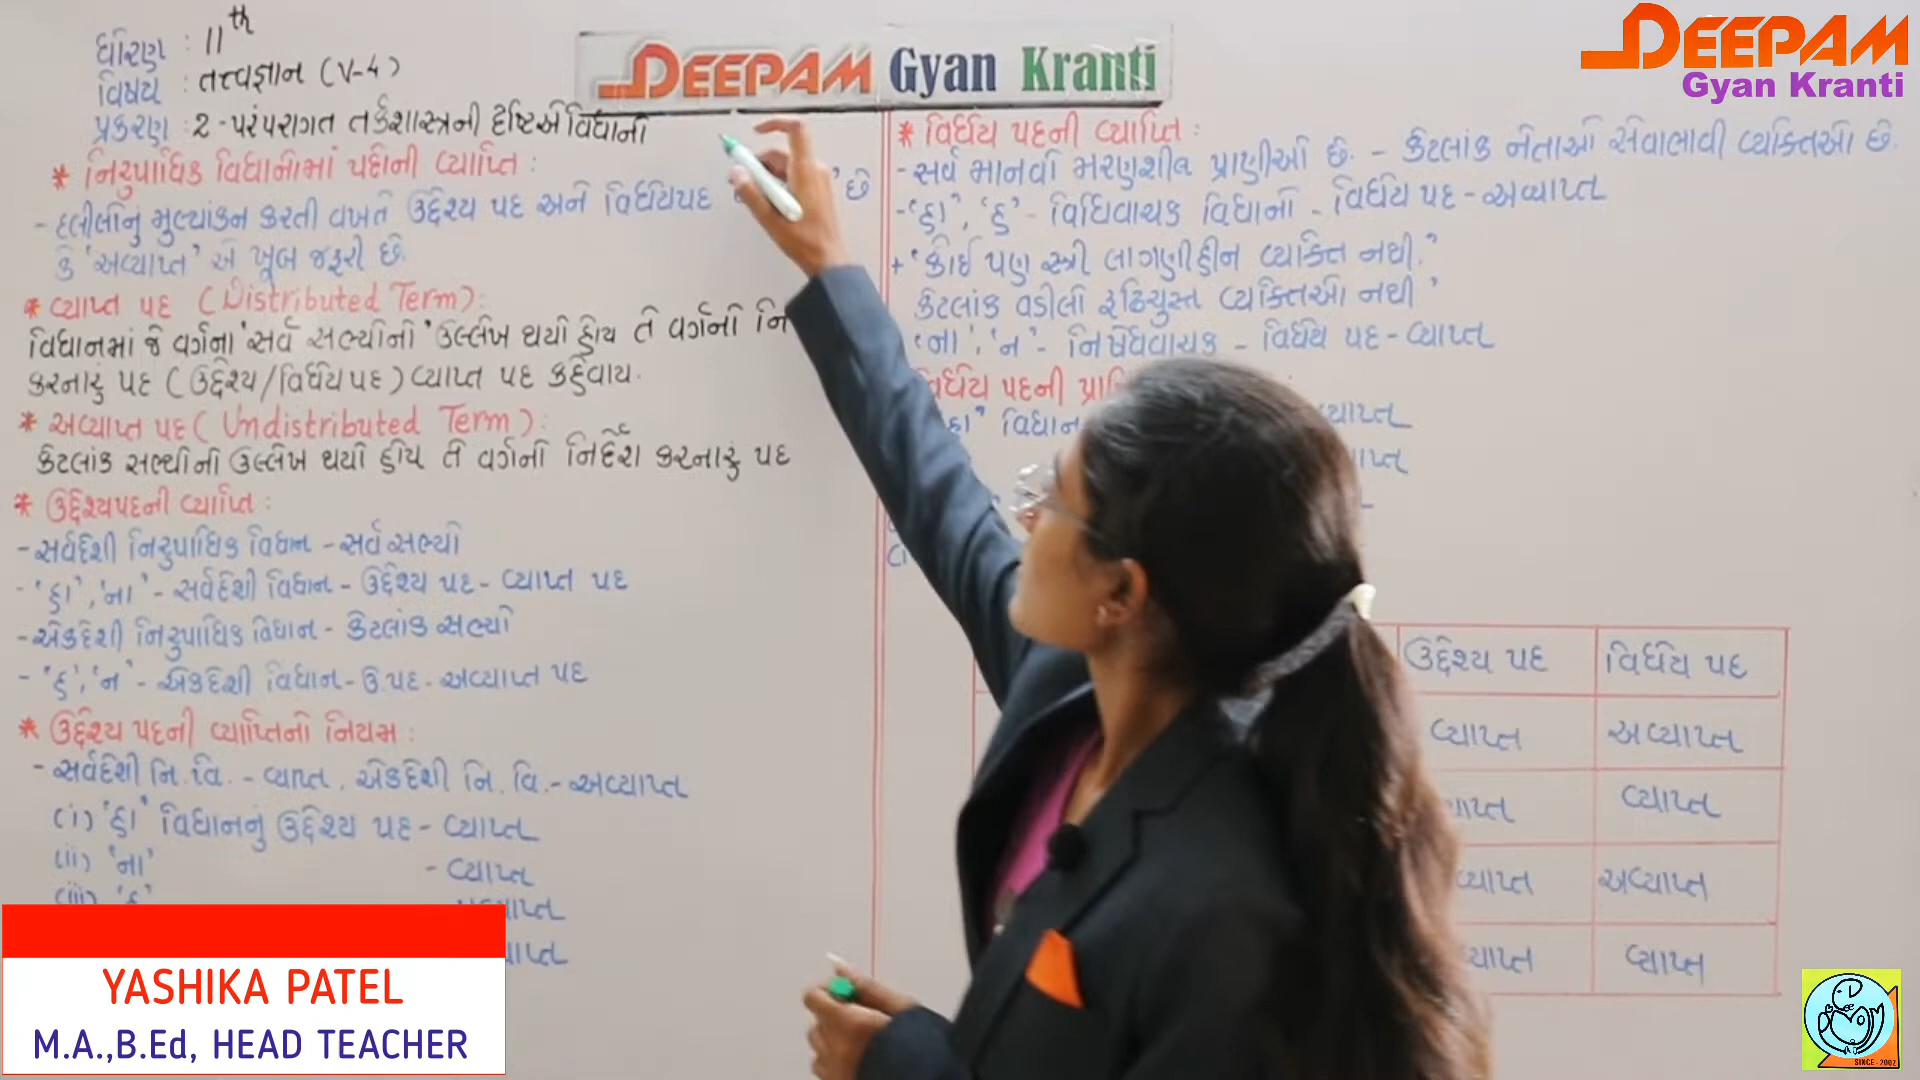 ધોરણ : 11th
વિષય : તત્ત્વજ્ઞાન (V-4)
પ્રકરણ : 2 - પરંપરાગત તર્કશાસ્ત્રની દૃષ્ટિએ વિધાનો
* નિરુપાધિક વિધાનોમાં પદોની વ્યાપ્તિ :
- દલીલોનુ મુલ્યાંકન કરતી વખતે ઉદ્દેશ્ય પદ અને વિધેયપદ ' છે
કે 'અવ્યાપ્ત' એ ખૂબ જરૂરી છે.
* વ્યાપ્ત પદ (Distributed Term) :
વિધાનમાં જે વર્ગના 'સર્વ સભ્યોનો' ઉલ્લેખ થયો હોય તે વર્ગનો નિ
કરનારું પદ (ઉદ્દેશ્ય/વિધેયપદ) વ્યાપ્ત પદ કહેવાય.
* અવ્યાપ્ત પદ (Undistributed Term) :
કેટલાંક સભ્યોનો ઉલ્લેખ થયો હોય તે વર્ગનો નિર્દેશ કરનારું પદ
* ઉદ્દેશ્યપદની વ્યાપ્તિ :
- સર્વદેશી નિરુપાધિક વિધાન - સર્વ સભ્યો
- 'હા', 'ના' - સર્વદેશી વિધાન - ઉદ્દેશ્ય પદ - વ્યાપ્ત પદ
- એકદેશી નિરુપાધિક વિધાન - કેટલાંક સભ્યો
- 'હ', 'ન' - એકદેશી વિધાન - ઉ.પદ - અવ્યાપ્ત પદ
* ઉદ્દેશ્ય પદની વ્યાપ્તિનો નિયમ :
- સર્વદેશી નિ.વિ. - વ્યાપ્ત, એકદેશી નિ. વિ. - અવ્યાપ્ત
(i) 'હા' વિધાનનું ઉદ્દેશ્ય પદ - વ્યાપ્ત
(ii) 'ના' - વ્યાપ્ત
(iii) 'હ'
DEEPAM Gyan Kranti
* વિધેય પદની વ્યાપ્તિ :
- સર્વ માનવો મરણશીલ પ્રાણીઓ છે. - કેટલાંક નેતાઓ સેવાભાવી વ્યક્તિઓ છે.
- 'હા', 'હ' - વિધિવાચક વિધાનો - વિધેય પદ - અવ્યાપ્ત
+ 'કોઈ પણ સ્ત્રી લાગણીહીન વ્યક્તિ નથી.'
કેટલાંક વડીલો રૂઢિચુસ્ત વ્યક્તિઓ નથી '
'ના', 'ન' - નિષેધવાચક - વિધેય પદ - વ્યાપ્ત
વિધેય પદની
હા" વિધાન
ઉદ્દેશ્ય પદ વિધેય પદ
વ્યાપ્ત અવ્યાપ્ત
વ્યાપ્ત
અવ્યાપ્ત
વ્યાપ્ત
DEEPAM
Gyan Kranti
YASHIKA PATEL
M.A.,B.Ed, HEAD TEACHER
SINCE - 2002